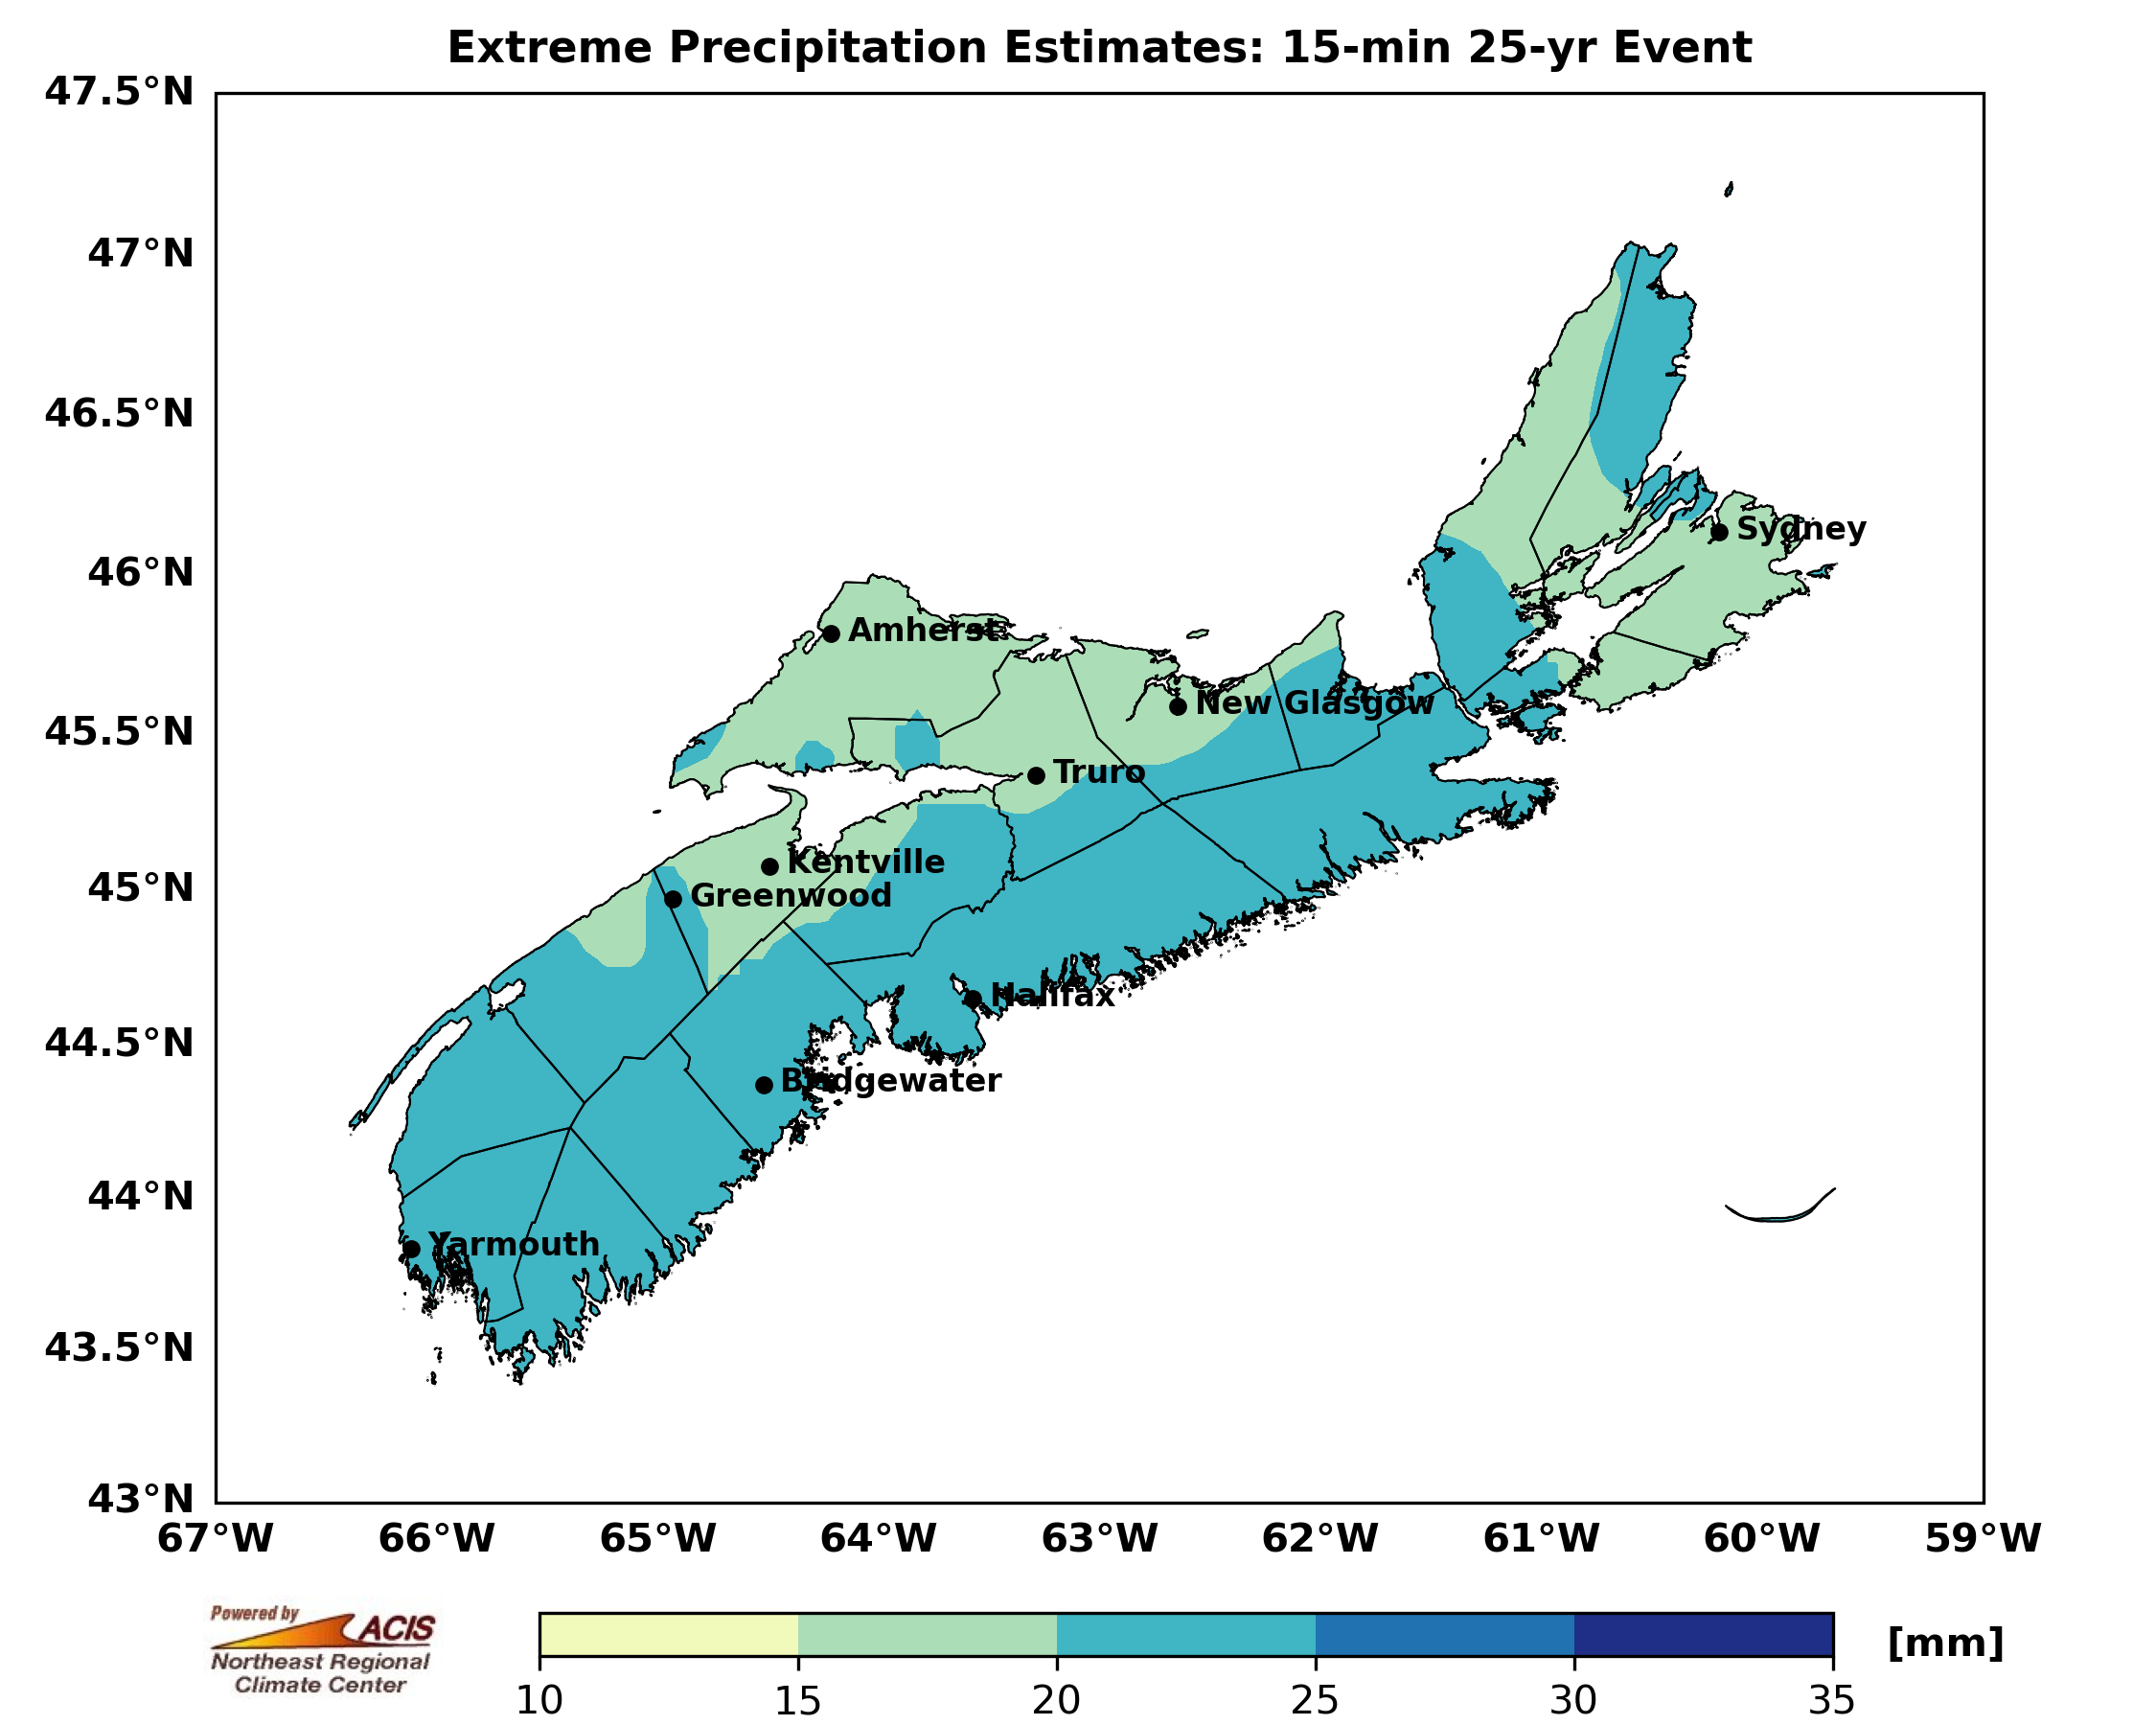 Extreme Precipitation Estimates: 15-min 25-yr Event
47.5°N
47°N
46.5°N
46°N
45.5°N
45°N
44.5°N
44°N
43.5°N
43°N
67°W
66°W
65°W
64°W
63°W
62°W
61°W
60°W
59°W
Sydney
Amherst
New Glasgow
Truro
Kentville
Greenwood
Halifax
Bridgewater
Yarmouth
Powered by
ACIS
Northeast Regional
Climate Center
10
15
20
25
30
35
[mm]